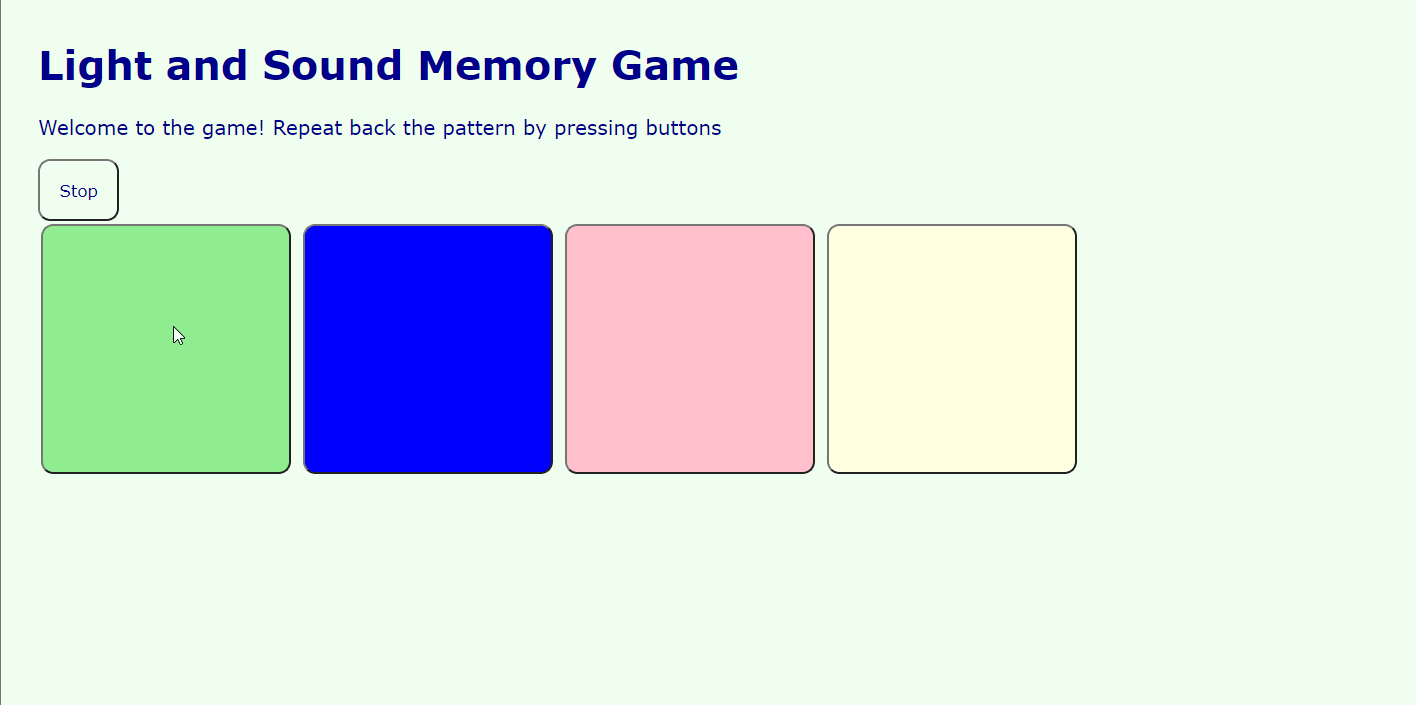 Light and Sound Memory Game
Welcome to the game! Repeat back the pattern by pressing buttons
Stop